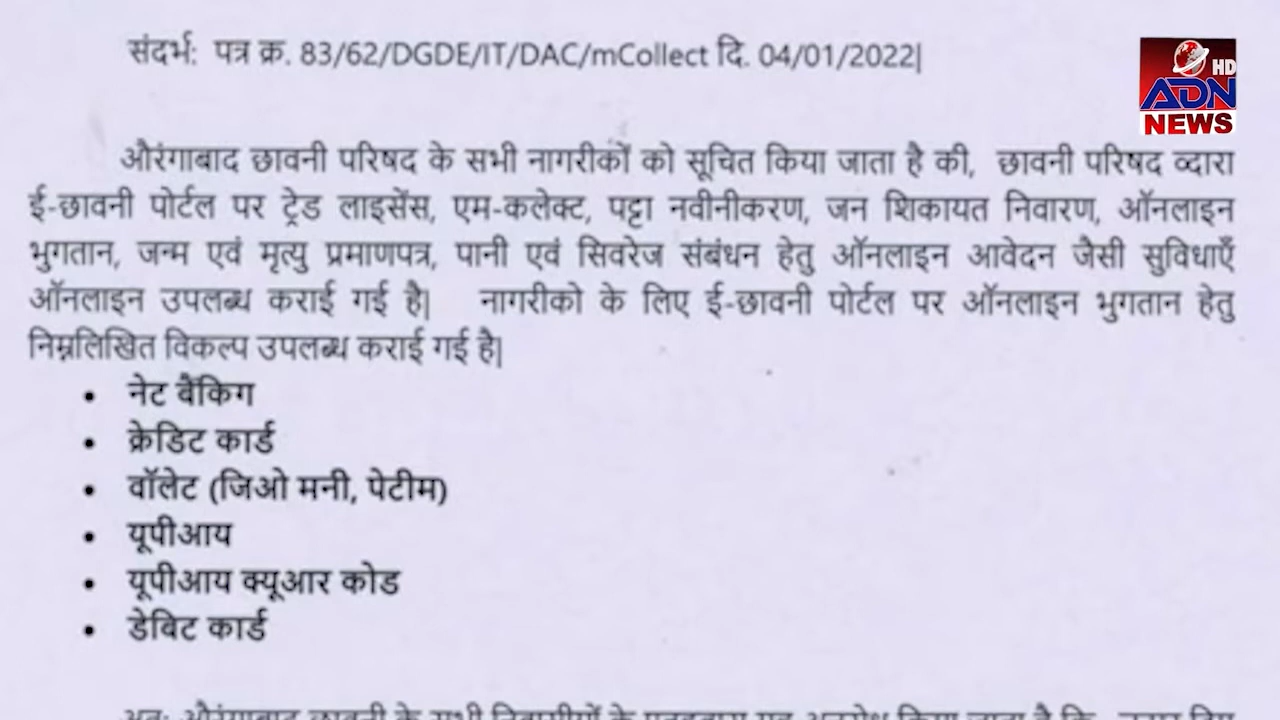 संदर्भ: पत्र क्र. 83/62/DGDE/IT/DAC/mCollect दि. 04/01/2022|
HD
ADN
NEWS
औरंगाबाद छावनी परिषद के सभी नागरीकों को सूचित किया जाता है की, छावनी परिषद व्दारा
ई-छावनी पोर्टल पर ट्रेड लाइसेंस, एम-कलेक्ट, पट्टा नवीनीकरण, जन शिकायत निवारण, ऑनलाइन
भुगतान, जन्म एवं मृत्यु प्रमाणपत्र, पानी एवं सिवरेज संबंधन हेतु ऑनलाइन आवेदन जैसी सुविधाएँ
ऑनलाइन उपलब्ध कराई गई है| नागरीको के लिए ई-छावनी पोर्टल पर ऑनलाइन भुगतान हेतु
निम्नलिखित विकल्प उपलब्ध कराई गई है|
• नेट बैंकिग
• क्रेडिट कार्ड
• वॉलेट (जिओ मनी, पेटीम)
• यूपीआय
• यूपीआय क्यूआर कोड
• डेबिट कार्ड